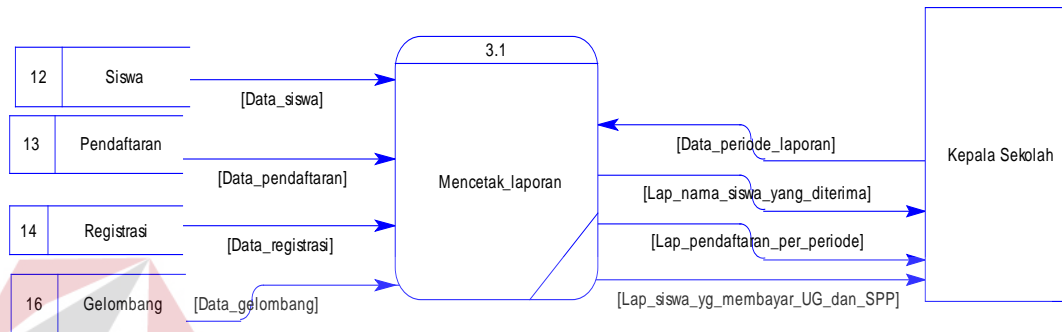 3.1
12 Siswa
[Data_siswa]
13 Pendaftaran
[Data_pendaftaran]
14 Registrasi
[Data_registrasi]
16 Gelombang
[Data_gelombang]
Mencetak_laporan
[Data_periode_laporan]
[Lap_nama_siswa_yang_diterima]
[Lap_pendaftaran_per_periode]
[Lap_siswa_yg_membayar_UG_dan_SPP]
Kepala Sekolah